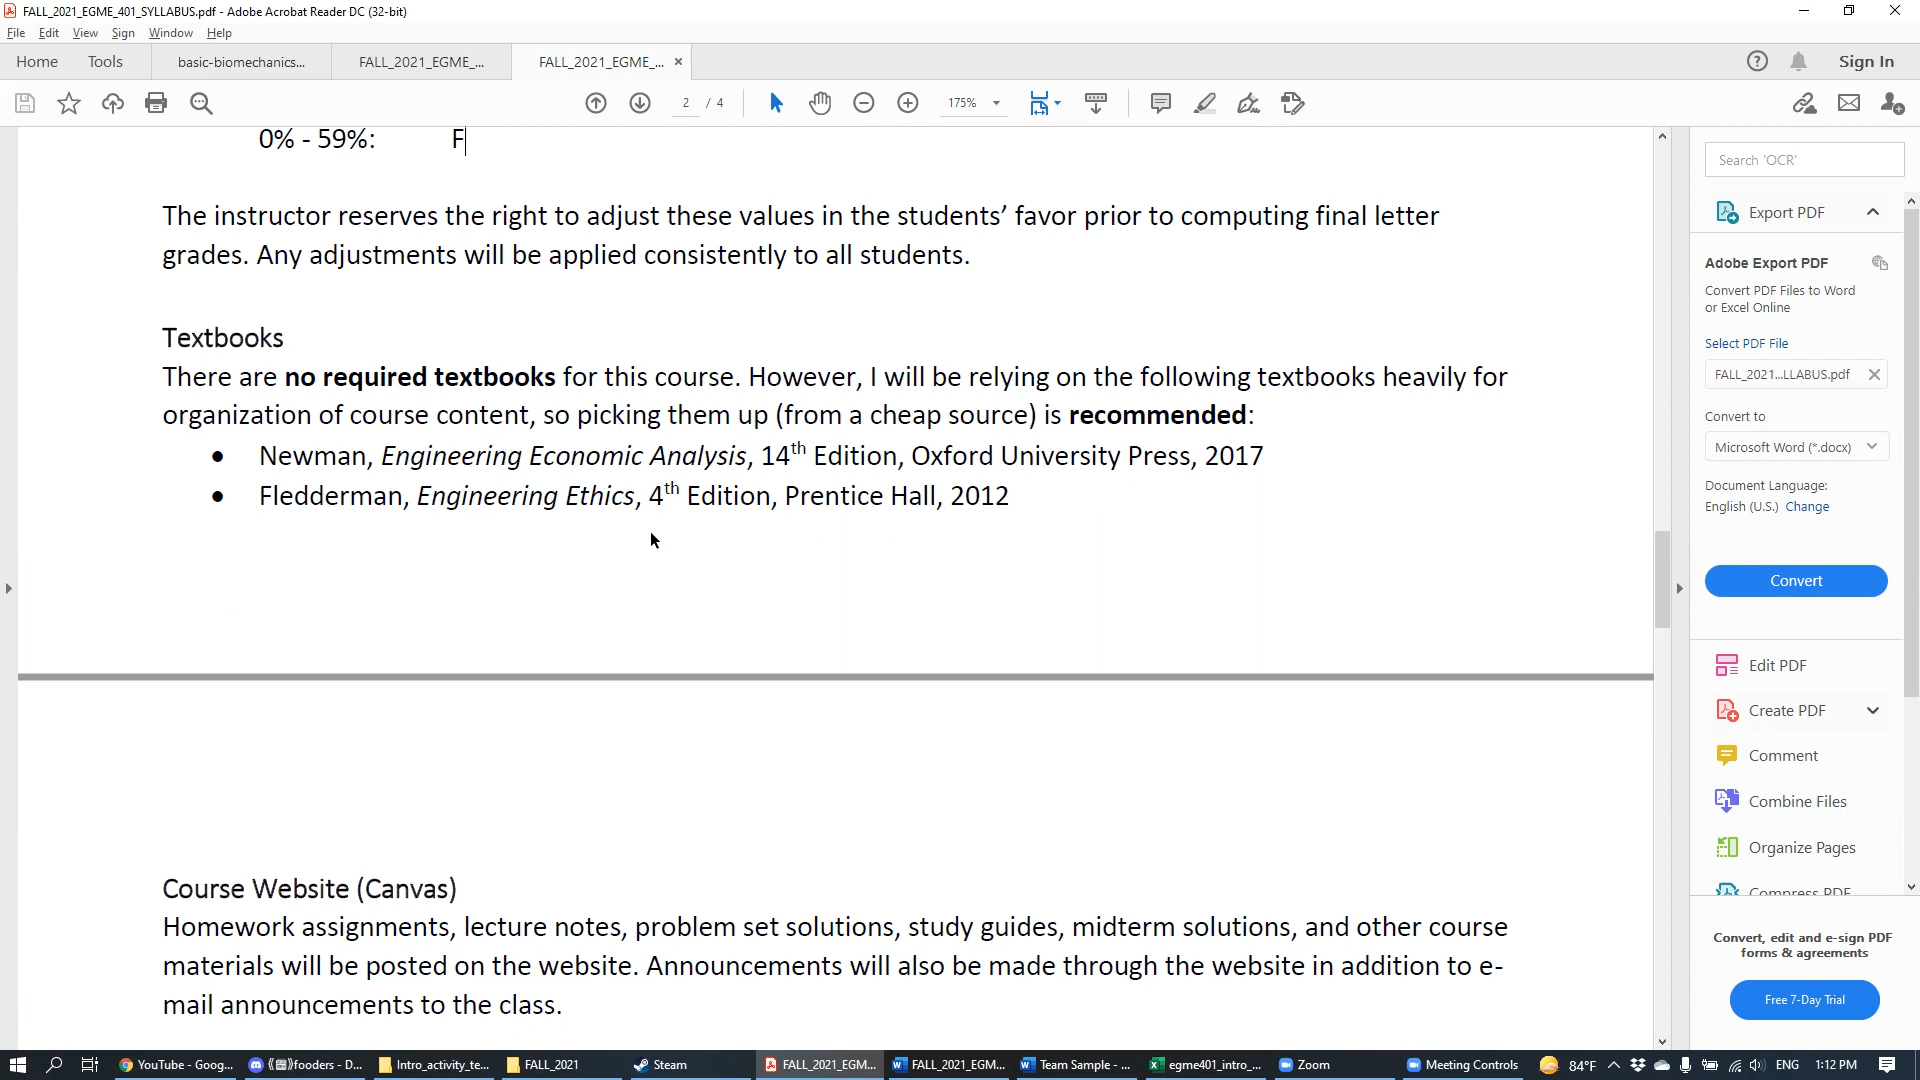 FALL_2021_EGME_401_SYLLABUS.pdf - Adobe Acrobat Reader DC (32-bit)
File Edit View Sign Window Help
Home Tools basic-biomechanics... FALL_2021_EGME_... FALL_2021_EGME_... Sign In
2 / 4 175%
0% - 59%: F
The instructor reserves the right to adjust these values in the students’ favor prior to computing final letter
grades. Any adjustments will be applied consistently to all students.
Textbooks
There are no required textbooks for this course. However, I will be relying on the following textbooks heavily for
organization of course content, so picking them up (from a cheap source) is recommended:
• Newman, Engineering Economic Analysis, 14th Edition, Oxford University Press, 2017
• Fledderman, Engineering Ethics, 4th Edition, Prentice Hall, 2012
Course Website (Canvas)
Homework assignments, lecture notes, problem set solutions, study guides, midterm solutions, and other course
materials will be posted on the website. Announcements will also be made through the website in addition to e-
mail announcements to the class.
Search 'OCR'
Export PDF
Adobe Export PDF
Convert PDF Files to Word
or Excel Online
Select PDF File
FALL_2021...LLABUS.pdf
Convert to
Microsoft Word (*.docx)
Document Language:
English (U.S.) Change
Convert
Edit PDF
Create PDF
Comment
Combine Files
Organize Pages
Compress PDF
Convert, edit and e-sign PDF
forms & agreements
Free 7-Day Trial
YouTube - Goog... fooders - D... Intro_activity_te... FALL_2021 Steam FALL_2021_EGM... FALL_2021_EGM... Team Sample - ... egme401_intro_... Zoom Meeting Controls 84°F ENG 1:12 PM